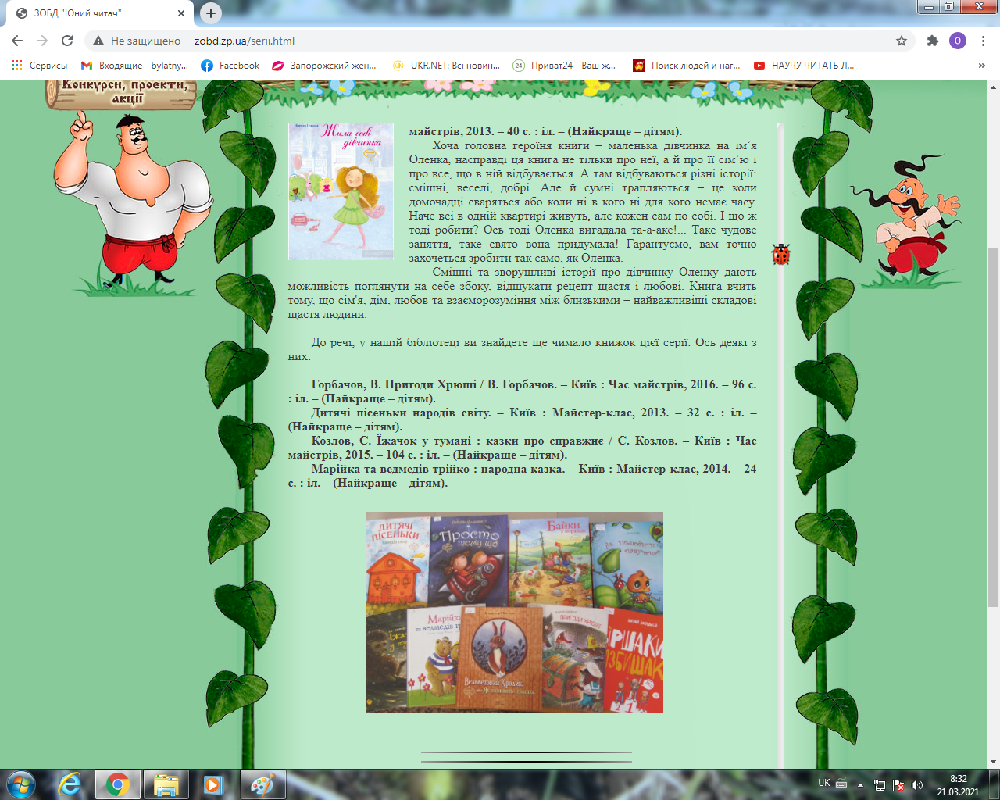 ЗОБД "Юний читач"
Не защищено
zobd.zp.ua/serii.html
O
Сервисы
Входящие - bylatny...
Facebook
Запорожский жен...
UKR.NET: Всі новин...
24
Приват24 - Ваш ж...
Поиск людей и наг...
НАУЧУ ЧИТАТЬ Л...
»
Конкурси, проекти,
акції
Жила собі
дівчинка
майстрів, 2013. – 40 с. : іл. – (Найкраще – дітям).
Хоча головна героїня книги – маленька дівчинка на ім’я
Оленка, насправді ця книга не тільки про неї, а й про її сім’ю і
про все, що в ній відбувається. А там відбуваються різні історії:
смішні, веселі, добрі. Але й сумні трапляються – це коли
домочадці сваряться або коли ні в кого ні для кого немає часу.
Наче всі в одній квартирі живуть, але кожен сам по собі. І що ж
тоді робити? Ось тоді Оленка вигадала та-а-аке!... Таке чудове
заняття, таке свято вона придумала! Гарантуємо, вам точно
захочеться зробити так само, як Оленка.
Смішні та зворушливі історії про дівчинку Оленку дають
можливість поглянути на себе збоку, відшукати рецепт щастя і любові. Книга вчить
тому, що сім'я, дім, любов та взаєморозуміння між близькими – найважливіші складові
щастя людини.
До речі, у нашій бібліотеці ви знайдете ще чимало книжок цієї серії. Ось деякі з
них:
Горбачов, В. Пригоди Хрюші / В. Горбачов. – Київ : Час майстрів, 2016. – 96 с.
: іл. – (Найкраще – дітям).
Дитячі пісеньки народів світу. – Київ : Майстер-клас, 2013. – 32 с. : іл. –
(Найкраще – дітям).
Козлов, С. Їжачок у тумані : казки про справжнє / С. Козлов. – Київ : Час
майстрів, 2015. – 104 с. : іл. – (Найкраще – дітям).
Марійка та ведмедів трійко : народна казка. – Київ : Майстер-клас, 2014. – 24
с. : іл. – (Найкраще – дітям).
ДИТЯЧІ
ПІСЕНЬКИ
Просто
тому що
Байки
Як полюбити
Марійка
та ведмедів
ПРИГОДИ ХРЮШІ
Вельветовий Кролик,
UK
8:32
21.03.2021